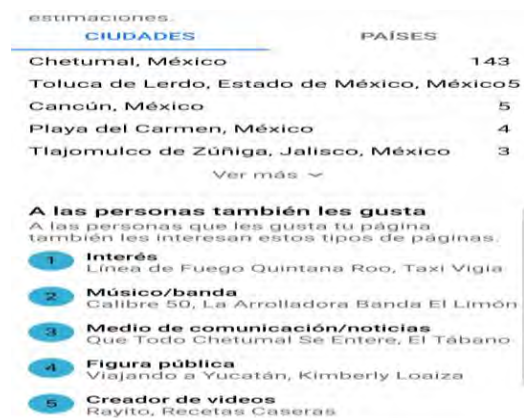 estimaciones.
CIUDADES PAÍSES
Chetumal, México 143
Toluca de Lerdo, Estado de México, México5
Cancún, México 5
Playa del Carmen, México 4
Tlajomulco de Zúñiga, Jalisco, México 3
Ver más
A las personas también les gusta
A las personas que les gusta tu página
también les interesan estos tipos de páginas.
1 Interés
Línea de Fuego Quintana Roo, Taxi Vigia
2 Músico/banda
Calibre 50, La Arrolladora Banda El Limón
3 Medio de comunicación/noticias
Que Todo Chetumal Se Entere, El Tábano
4 Figura pública
Viajando a Yucatán, Kimberly Loaiza
5 Creador de videos
Rayito, Recetas Caseras